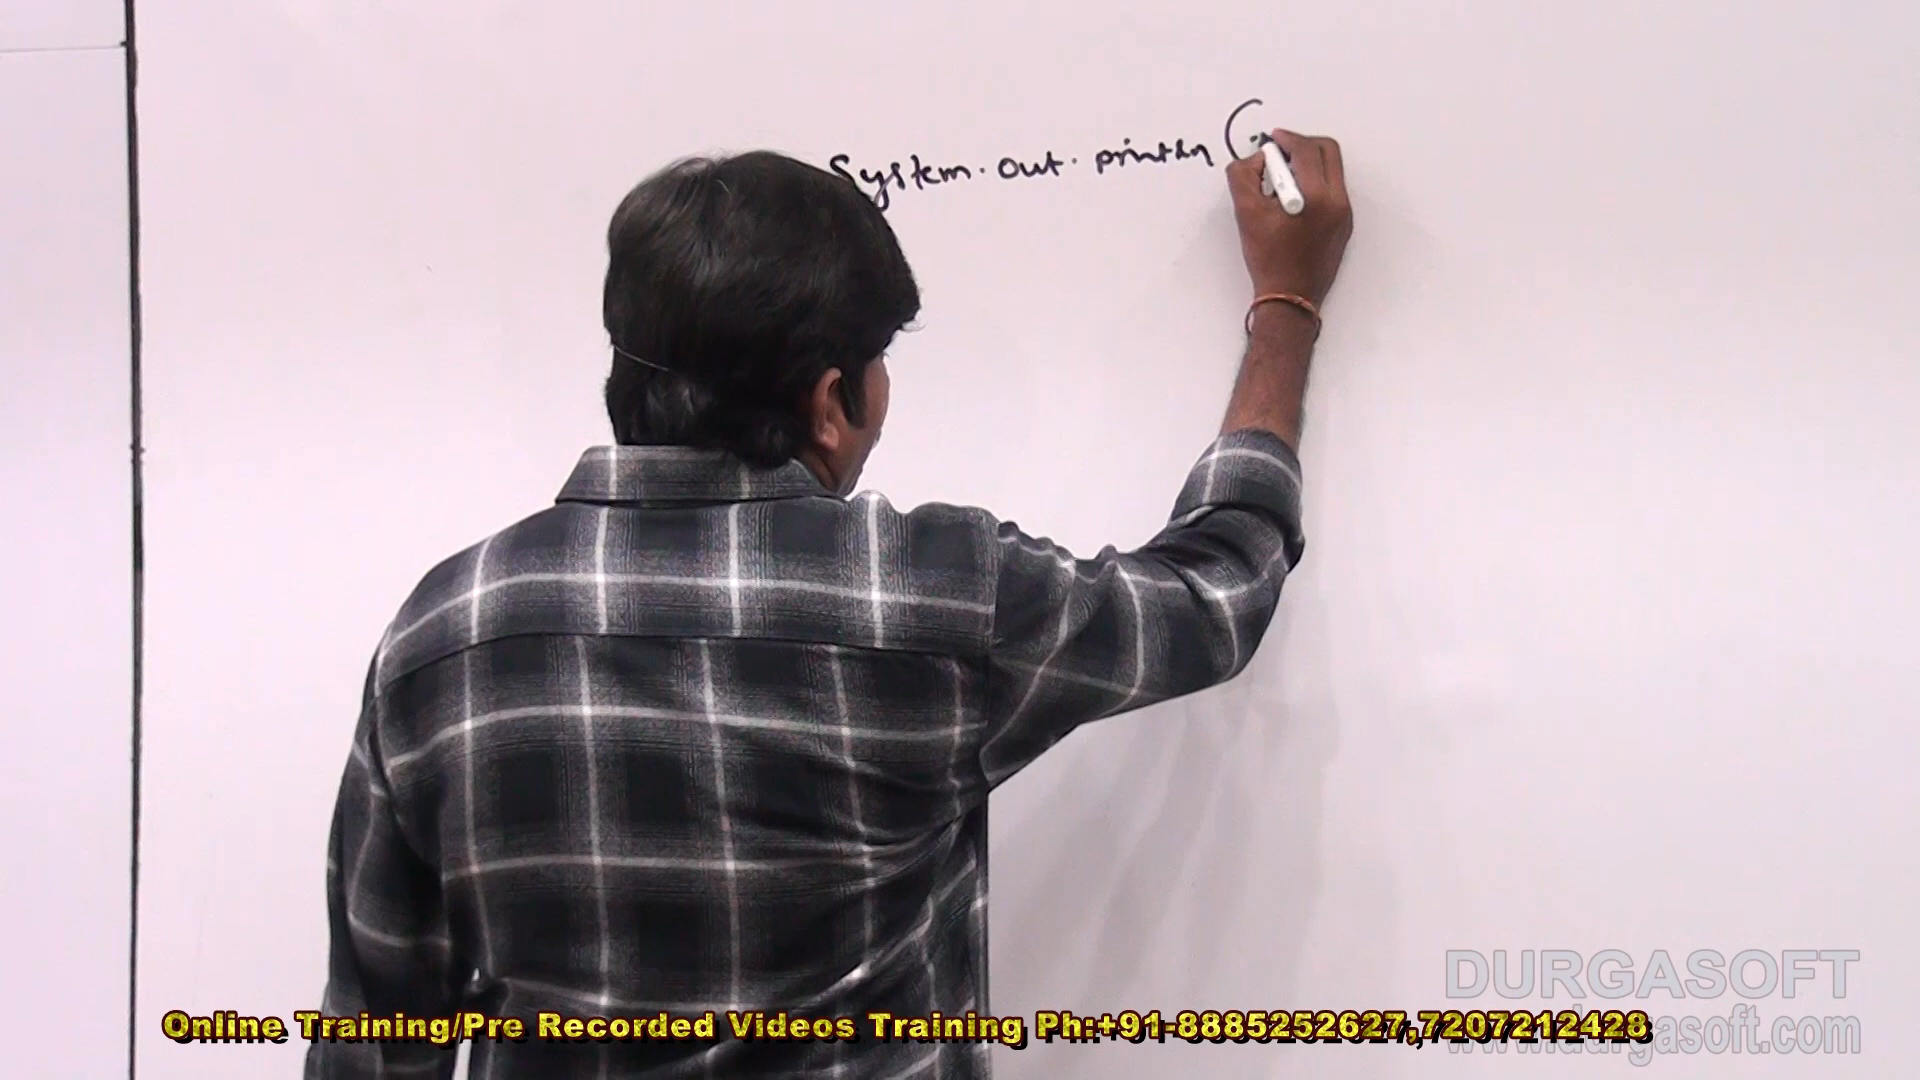 System.out.println(
DURGASOFT
www.durgasoft.com
Online Training/Pre Recorded Videos Training Ph:+91-8885252627,7207212428